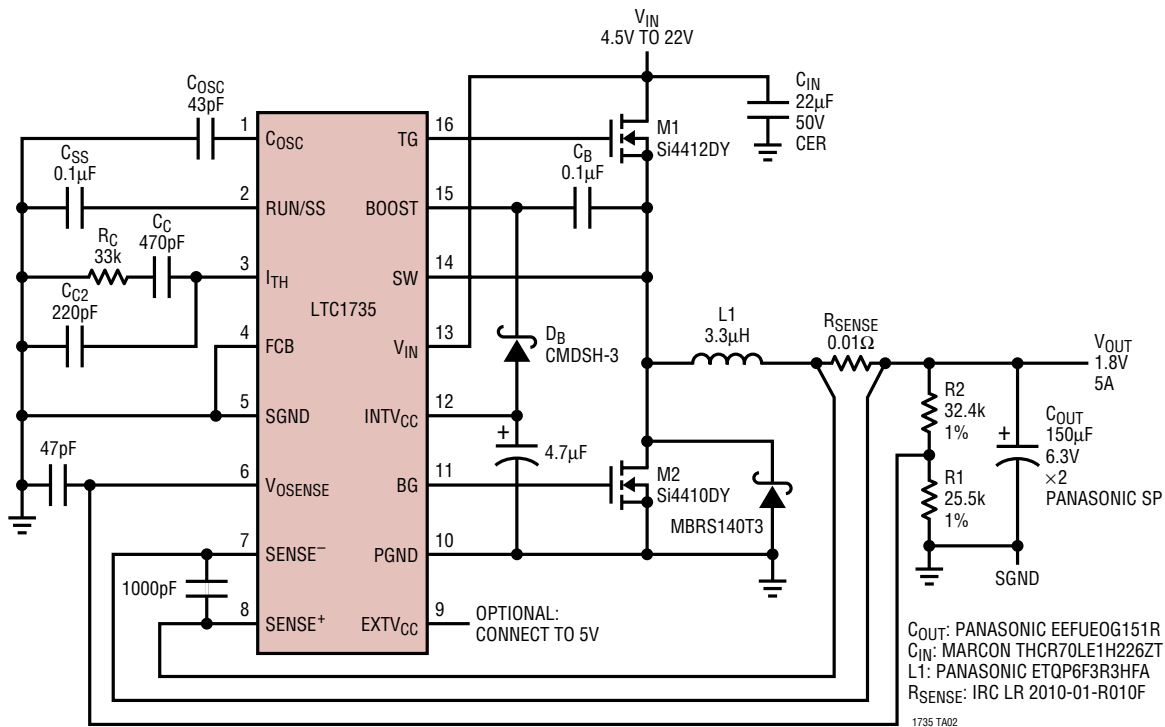 VIN
4.5V TO 22V
COSC
43pF
CIN
22µF
50V
CER
1
COSC
TG
16
M1
Si4412DY
CSS
0.1µF
CB
0.1µF
2
RUN/SS
BOOST
15
RC
33k
CC
470pF
3
ITH
SW
14
CC2
220pF
LTC1735
L1
3.3µH
RSENSE
0.01Ω
4
FCB
VIN
13
DB
CMDSH-3
VOUT
1.8V
5A
5
SGND
INTVCC
12
R2
32.4k
1%
COUT
150µF
6.3V
×2
PANASONIC SP
+
47pF
+
4.7µF
6
VOSENSE
BG
11
M2
Si4410DY
MBRS140T3
R1
25.5k
1%
7
SENSE–
PGND
10
SGND
1000pF
8
SENSE+
EXTVCC
9
OPTIONAL:
CONNECT TO 5V
COUT: PANASONIC EEFUEOG151R
CIN: MARCON THCR70LE1H226ZT
L1: PANASONIC ETQP6F3R3HFA
RSENSE: IRC LR 2010-01-R010F
1735 TA02